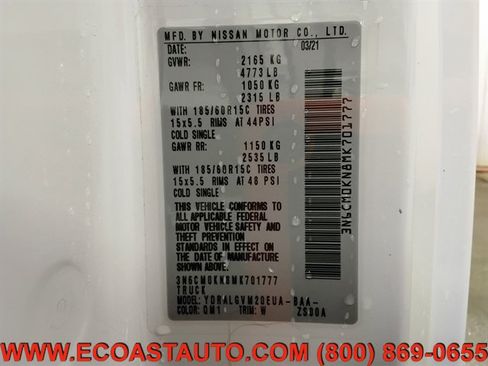 MFD. BY NISSAN MOTOR CO., LTD.
DATE: 03/21
GVWR: 2165 KG
4773 LB
GAWR FR: 1050 KG
2315 LB
WITH 185/60R15C TIRES
15x5.5 RIMS AT 44PSI
COLD SINGLE
GAWR RR: 1150 KG
2535 LB
WITH 185/60R15C TIRES
15x5.5 RIMS AT 48 PSI
COLD SINGLE
THIS VEHICLE CONFORMS TO
ALL APPLICABLE FEDERAL
MOTOR VEHICLE SAFETY AND
THEFT PREVENTION
STANDARDS IN EFFECT ON
THE DATE OF MANUFACTURE
SHOWN ABOVE.
3N6CM0KN8MK701777
TRUCK
MODEL:
COLOR: QM1 TRIM: W
3N6CM0KN8MK701777
WWW.ECOASTAUTO.COM (800) 869-0655